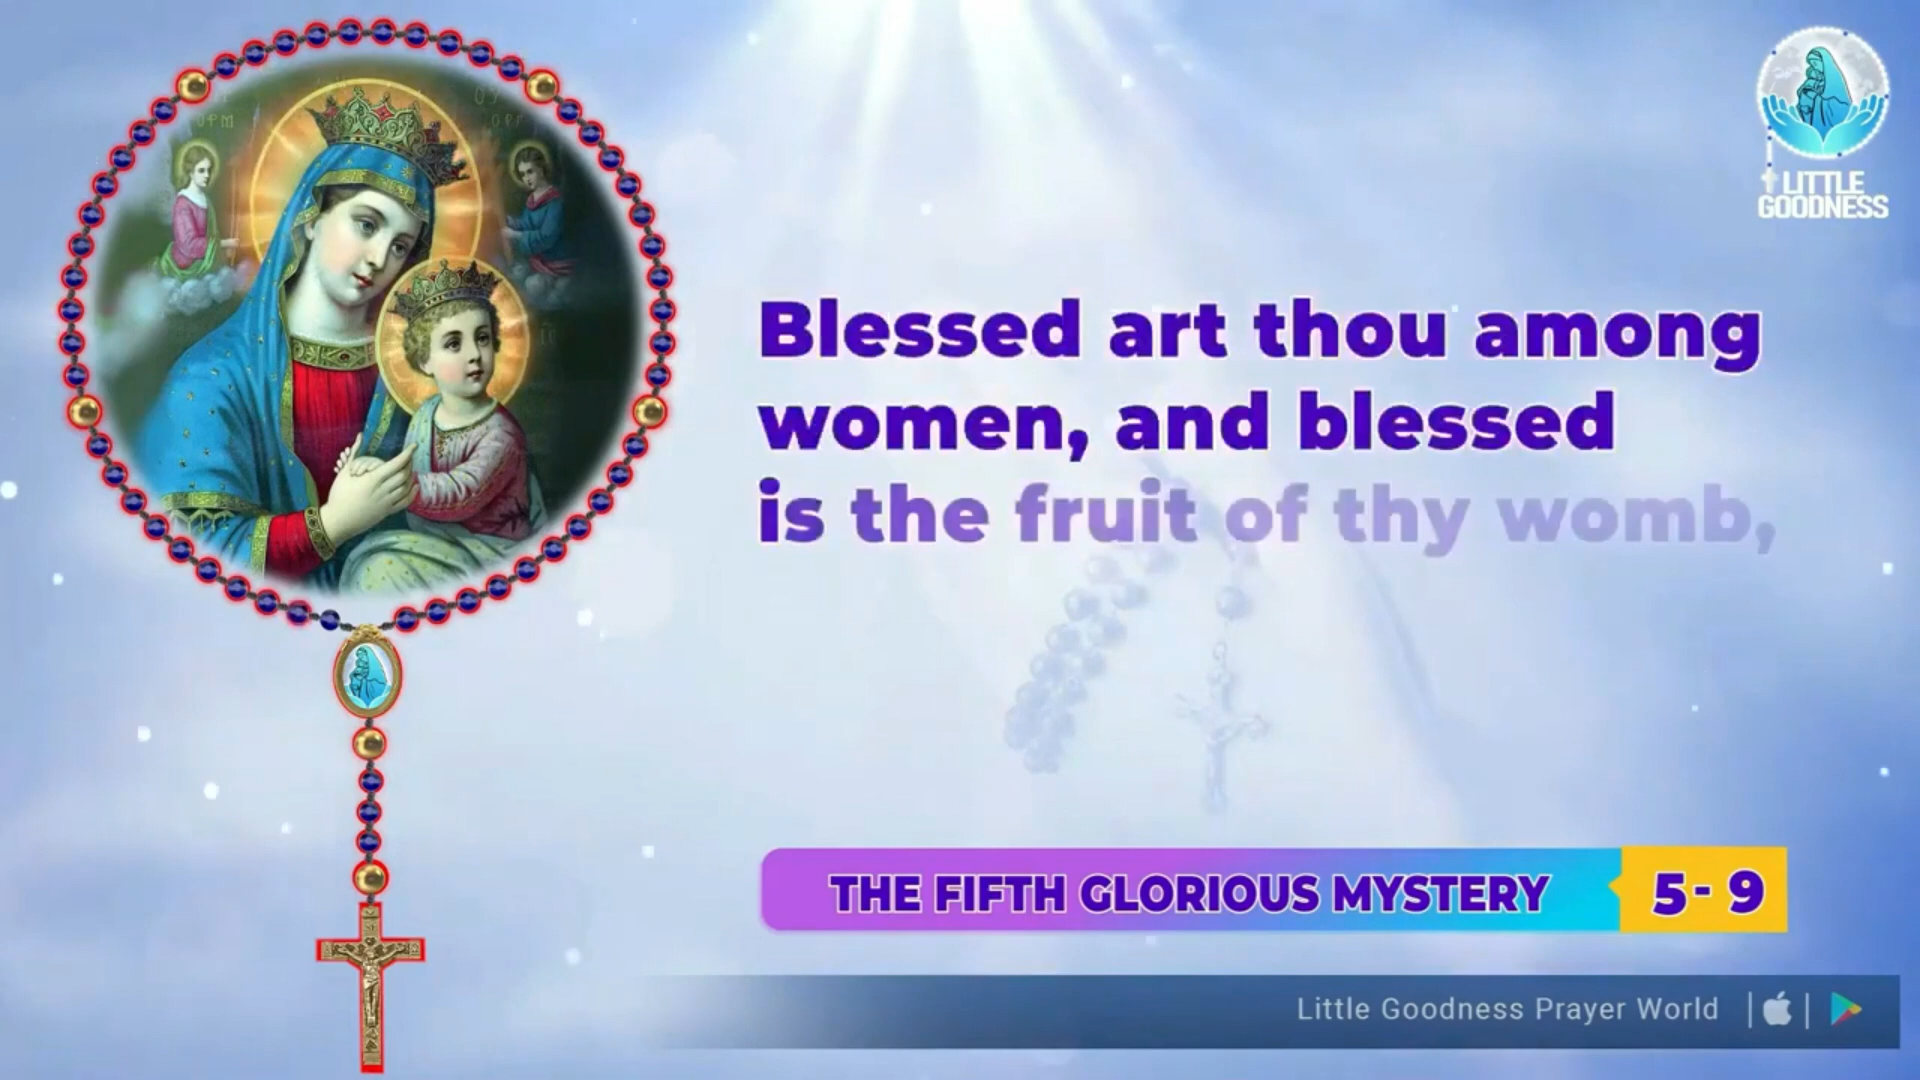 LITTLE
GOODNESS
Blessed art thou among
women, and blessed
is the fruit of thy womb,
THE FIFTH GLORIOUS MYSTERY 5- 9
Little Goodness Prayer World